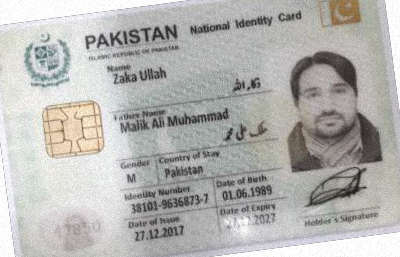 PAKISTAN National Identity Card
ISLAMIC REPUBLIC OF PAKISTAN
Name
Zaka Ullah
ذکاء اللہ
Father Name
Malik Ali Muhammad
ملک علی محمد
Gender Country of Stay
M Pakistan
Identity Number Date of Birth
38101-9636873-7 01.06.1989
Date of Issue Date of Expiry
27.12.2017 27.12.2027
Holder's Signature